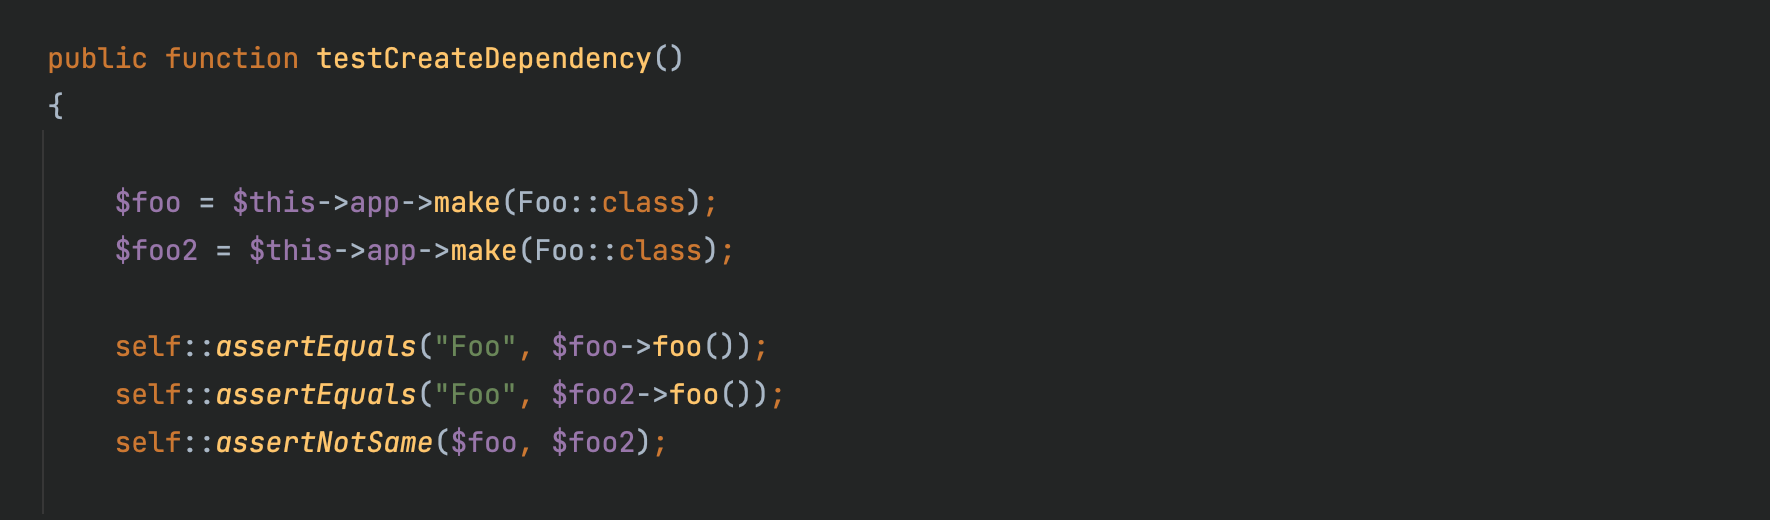 public function testCreateDependency()
{
$foo = $this->app->make(Foo::class);
$foo2 = $this->app->make(Foo::class);
self::assertEquals("Foo", $foo->foo());
self::assertEquals("Foo", $foo2->foo());
self::assertNotSame($foo, $foo2);